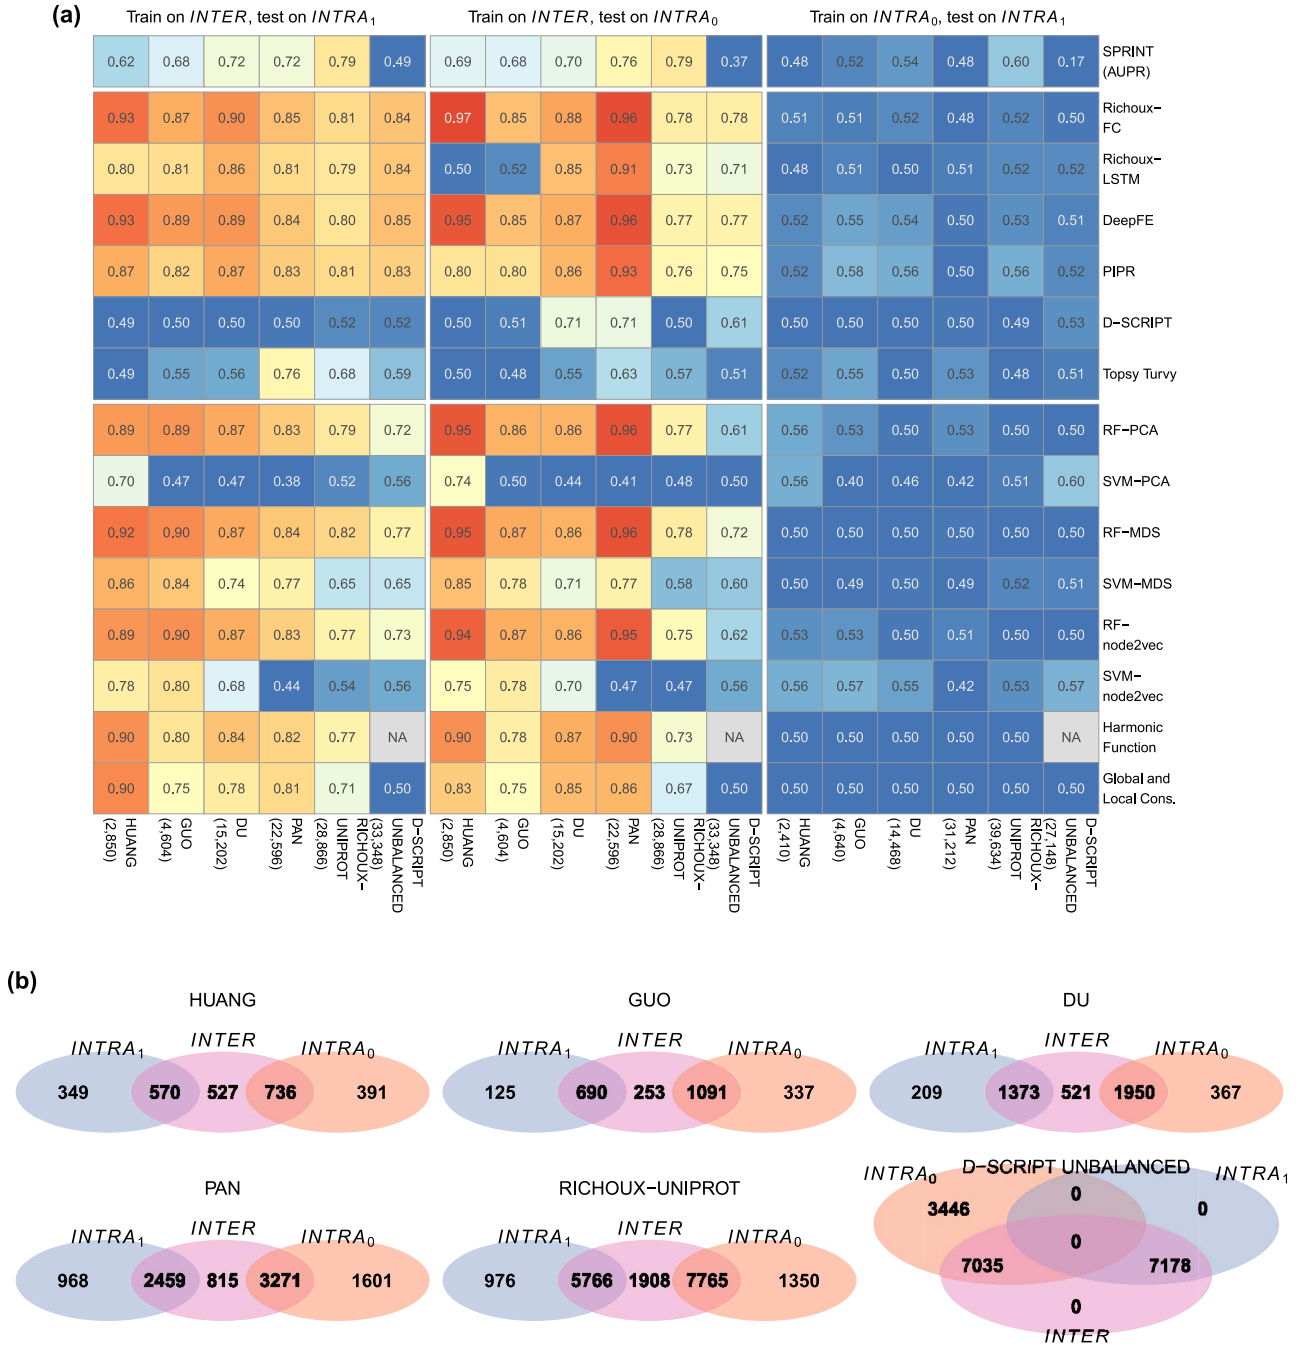 (a)
Train on INTER, test on INTRA1 Train on INTER, test on INTRA0 Train on INTRA0, test on INTRA1
0.62 0.68 0.72 0.72 0.79 0.49 0.69 0.68 0.70 0.76 0.79 0.37 0.48 0.52 0.54 0.48 0.60 0.17 SPRINT
(AUPR)
0.93 0.87 0.90 0.85 0.81 0.84 0.97 0.85 0.88 0.96 0.78 0.78 0.51 0.51 0.52 0.48 0.52 0.50 Richoux−
FC
0.80 0.81 0.86 0.81 0.79 0.84 0.50 0.52 0.85 0.91 0.73 0.71 0.48 0.51 0.50 0.51 0.52 0.52 Richoux−
LSTM
0.93 0.89 0.89 0.84 0.80 0.85 0.95 0.85 0.87 0.96 0.77 0.77 0.52 0.55 0.54 0.50 0.53 0.51 DeepFE
0.87 0.82 0.87 0.83 0.81 0.83 0.80 0.80 0.86 0.93 0.76 0.75 0.52 0.58 0.56 0.50 0.56 0.52 PIPR
0.49 0.50 0.50 0.50 0.52 0.52 0.50 0.51 0.71 0.71 0.50 0.61 0.50 0.50 0.50 0.50 0.49 0.53 D−SCRIPT
0.49 0.55 0.56 0.76 0.68 0.59 0.50 0.48 0.55 0.63 0.57 0.51 0.52 0.55 0.50 0.53 0.48 0.51 Topsy Turvy
0.89 0.89 0.87 0.83 0.79 0.72 0.95 0.86 0.86 0.96 0.77 0.61 0.56 0.53 0.50 0.53 0.50 0.50 RF−PCA
0.70 0.47 0.47 0.38 0.52 0.56 0.74 0.50 0.44 0.41 0.48 0.50 0.56 0.40 0.46 0.42 0.51 0.60 SVM−PCA
0.92 0.90 0.87 0.84 0.82 0.77 0.95 0.87 0.86 0.96 0.78 0.72 0.50 0.50 0.50 0.50 0.50 0.50 RF−MDS
0.86 0.84 0.74 0.77 0.65 0.65 0.85 0.78 0.71 0.77 0.58 0.60 0.50 0.49 0.50 0.49 0.52 0.51 SVM−MDS
0.89 0.90 0.87 0.83 0.77 0.73 0.94 0.87 0.86 0.95 0.75 0.62 0.53 0.53 0.50 0.51 0.50 0.50 RF−
node2vec
0.78 0.80 0.68 0.44 0.54 0.56 0.75 0.78 0.70 0.47 0.47 0.56 0.56 0.57 0.55 0.42 0.53 0.57 SVM−
node2vec
0.90 0.80 0.84 0.82 0.77 NA 0.90 0.78 0.87 0.90 0.73 NA 0.50 0.50 0.50 0.50 0.50 NA Harmonic
Function
0.90 0.75 0.78 0.81 0.71 0.50 0.83 0.75 0.85 0.86 0.67 0.50 0.50 0.50 0.50 0.50 0.50 0.50 Global and
Local Cons.
HUANG
(2,850)
GUO
(4,604)
DU
(15,202)
PAN
(22,596)
RICHOUX−
UNIPROT
(28,866)
D−SCRIPT
UNBALANCED
(33,348)
HUANG
(2,850)
GUO
(4,604)
DU
(15,202)
PAN
(22,596)
RICHOUX−
UNIPROT
(28,866)
D−SCRIPT
UNBALANCED
(33,348)
HUANG
(2,410)
GUO
(4,640)
DU
(14,468)
PAN
(31,212)
RICHOUX−
UNIPROT
(39,634)
D−SCRIPT
UNBALANCED
(27,148)
(b)
HUANG
INTRA1 INTER INTRA0
349 570 527 736 391
GUO
INTRA1 INTER INTRA0
125 690 253 1091 337
DU
INTRA1 INTER INTRA0
209 1373 521 1950 367
PAN
INTRA1 INTER INTRA0
968 2459 815 3271 1601
RICHOUX−UNIPROT
INTRA1 INTER INTRA0
976 5766 1908 7765 1350
D−SCRIPT UNBALANCED
INTRA0 INTRA1
3446 0 0
0
7035 7178
0
INTER